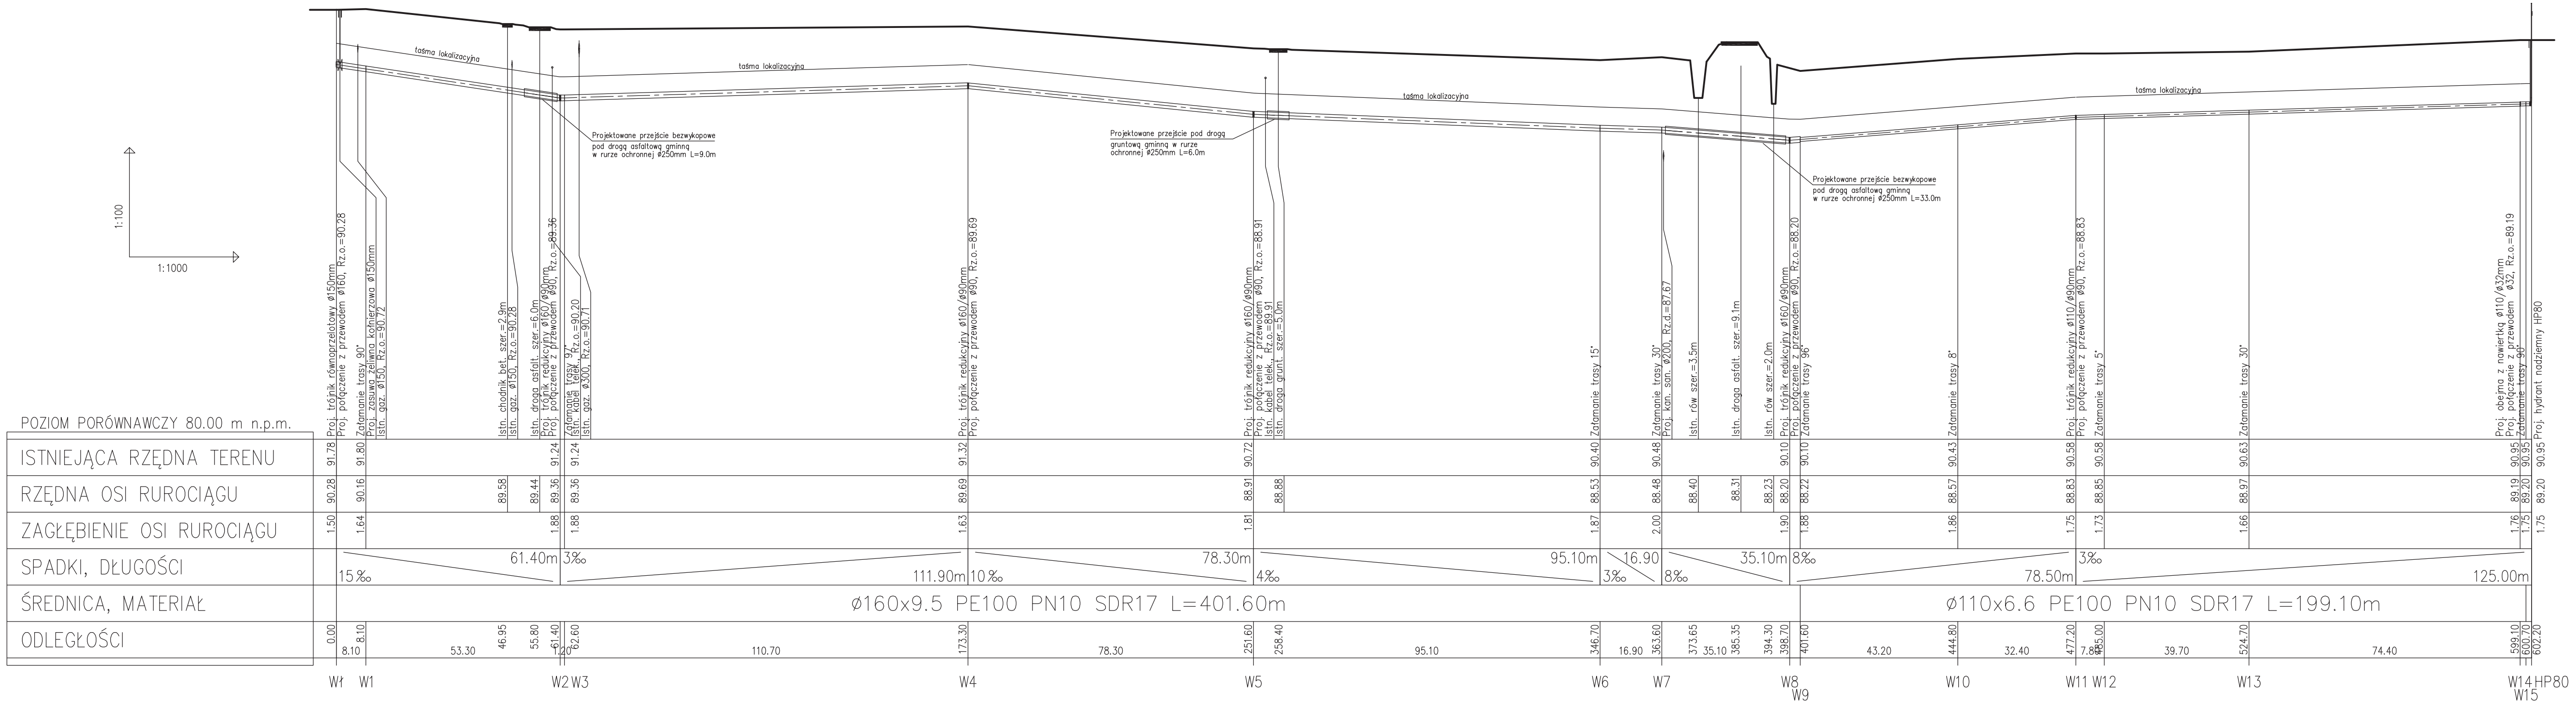 taśma lokalizacyjna
taśma lokalizacyjna
taśma lokalizacyjna
taśma lokalizacyjna
Projektowane przejście bezwykopowe
pod drogą asfaltową gminną
w rurze ochronnej ø250mm L=9.0m
Projektowane przejście pod drogą
gruntową gminną w rurze
ochronnej ø250mm L=6.0m
Projektowane przejście bezwykopowe
pod drogą asfaltową gminną
w rurze ochronnej ø250mm L=33.0m
1:100
1:1000
Proj. trójnik równoprzelotowy ø150mm
Proj. połączenie z przewodem ø160, Rz.o.=90.28
Załamanie trasy 90°
Proj. zasuwa żeliwna kołnierzowa ø150mm
Istn. gaz. ø150, Rz.o.=90.72
Istn. chodnik bet. szer.=2.9m
Istn. gaz. ø150, Rz.o.=90.28
Istn. droga asfalt. szer.=6.0m
Proj. trójnik redukcyjny ø160/ø90mm
Proj. połączenie z przewodem ø90, Rz.o.=89.36
Załamanie trasy 97°
Istn. kabel telek, Rz.o.=90.20
Istn. gaz. ø300, Rz.o.=90.71
Proj. trójnik redukcyjny ø160/ø90mm
Proj. połączenie z przewodem ø90, Rz.o.=89.69
Proj. trójnik redukcyjny ø160/ø90mm
Proj. połączenie z przewodem ø90, Rz.o.=88.91
Istn. kabel telek, Rz.o.=89.91
Istn. droga grunt. szer.=5.0m
Załamanie trasy 15°
Załamanie trasy 30°
Proj. kan. san. ø200, Rz.d.=87.67
Istn. rów szer.=3.5m
Istn. droga asfalt. szer.=9.1m
Istn. rów szer.=2.0m
Proj. trójnik redukcyjny ø160/ø90mm
Proj. połączenie z przewodem ø90, Rz.o.=88.20
Załamanie trasy 96°
Załamanie trasy 8°
Proj. trójnik redukcyjny ø110/ø90mm
Proj. połączenie z przewodem ø90, Rz.o.=88.83
Załamanie trasy 5°
Załamanie trasy 30°
Proj. obejma z nawiertką ø110/ø32mm
Proj. połączenie z przewodem ø32, Rz.o.=89.19
Załamanie trasy 90°
Proj. hydrant nadziemny HP80
POZIOM PORÓWNAWCZY 80.00 m n.p.m.
ISTNIEJĄCA RZĘDNA TERENU 91.78 91.80 91.24 91.24 91.32 90.72 90.40 90.48 90.10 90.10 90.43 90.58 90.58 90.63 90.95 90.95 90.95
RZĘDNA OSI RUROCIĄGU 90.28 90.16 89.58 89.44 89.36 89.36 89.69 88.91 88.88 88.53 88.48 88.40 88.31 88.23 88.20 88.22 88.57 88.83 88.85 88.97 89.19 89.20 89.20
ZAGŁĘBIENIE OSI RUROCIĄGU 1.50 1.64 1.88 1.88 1.63 1.81 1.87 2.00 1.90 1.88 1.86 1.75 1.73 1.66 1.76 1.75 1.75
SPADKI, DŁUGOŚCI 15‰ 61.40m 3‰ 111.90m 10‰ 78.30m 4‰ 95.10m 3‰ 16.90 8‰ 35.10m 8‰ 78.50m 3‰ 125.00m
ŚREDNICA, MATERIAŁ ø160x9.5 PE100 PN10 SDR17 L=401.60m ø110x6.6 PE100 PN10 SDR17 L=199.10m
ODLEGŁOŚCI 0.00 8.10 46.95 55.80 61.40 62.60 173.30 251.60 258.40 346.70 363.60 373.65 385.35 394.30 398.70 401.60 444.80 477.20 485.00 524.70 599.10 600.70 602.20
8.10 53.30 1.20 110.70 78.30 95.10 16.90 35.10 43.20 32.40 7.80 39.70 74.40
Wł W1 W2 W3 W4 W5 W6 W7 W8 W10 W11 W12 W13 W14 HP80
W9 W15